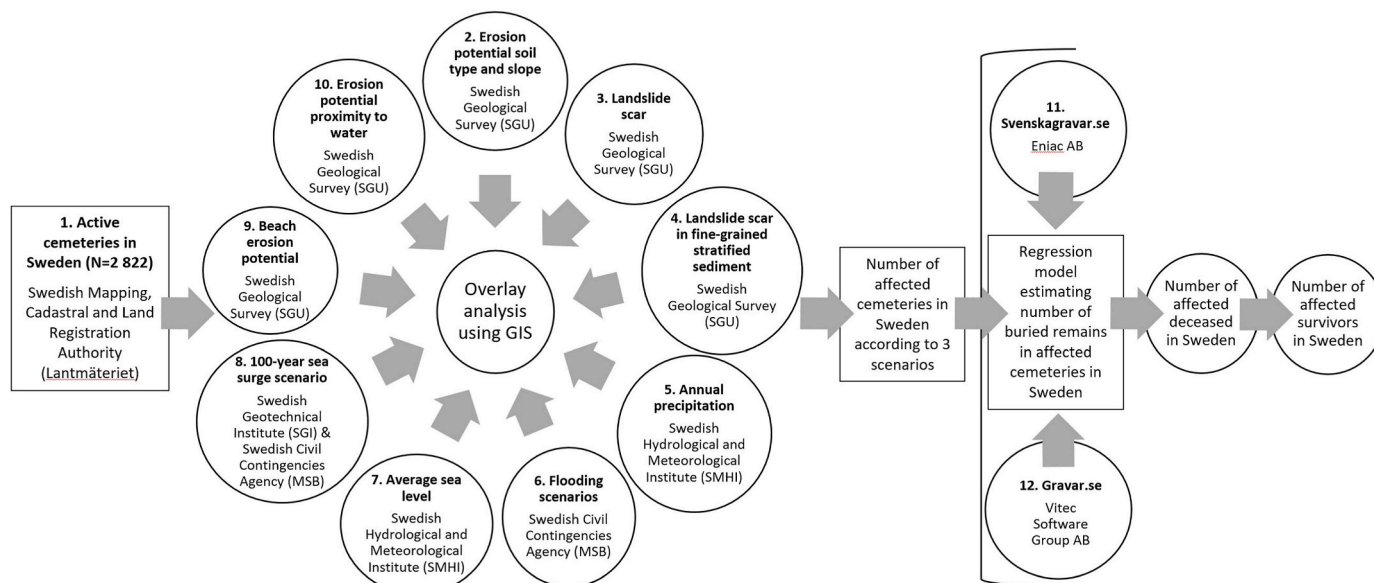 1. Active
cemeteries in
Sweden (N=2 822)
Swedish Mapping,
Cadastral and Land
Registration
Authority
(Lantmäteriet)
2. Erosion
potential soil
type and slope
Swedish
Geological
Survey (SGU)
3. Landslide
scar
Swedish
Geological
Survey (SGU)
4. Landslide scar
in fine-grained
stratified
sediment
Swedish
Geological Survey
(SGU)
5. Annual
precipitation
Swedish
Hydrological and
Meteorological
Institute (SMHI)
6. Flooding
scenarios
Swedish Civil
Contingencies
Agency (MSB)
7. Average sea
level
Swedish
Hydrological and
Meteorological
Institute (SMHI)
8. 100-year sea
surge scenario
Swedish
Geotechnical
Institute (SGI) &
Swedish Civil
Contingencies
Agency (MSB)
9. Beach
erosion
potential
Swedish
Geological
Survey (SGU)
10. Erosion
potential
proximity to
water
Swedish
Geological
Survey (SGU)
Overlay
analysis
using GIS
Number of
affected
cemeteries in
Sweden
according to 3
scenarios
11.
Svenskagravar.se
Eniac AB
Regression
model
estimating
number of
buried remains
in affected
cemeteries in
Sweden
12. Gravar.se
Vitec
Software
Group AB
Number of
affected
deceased
in Sweden
Number of
affected
survivors
in Sweden